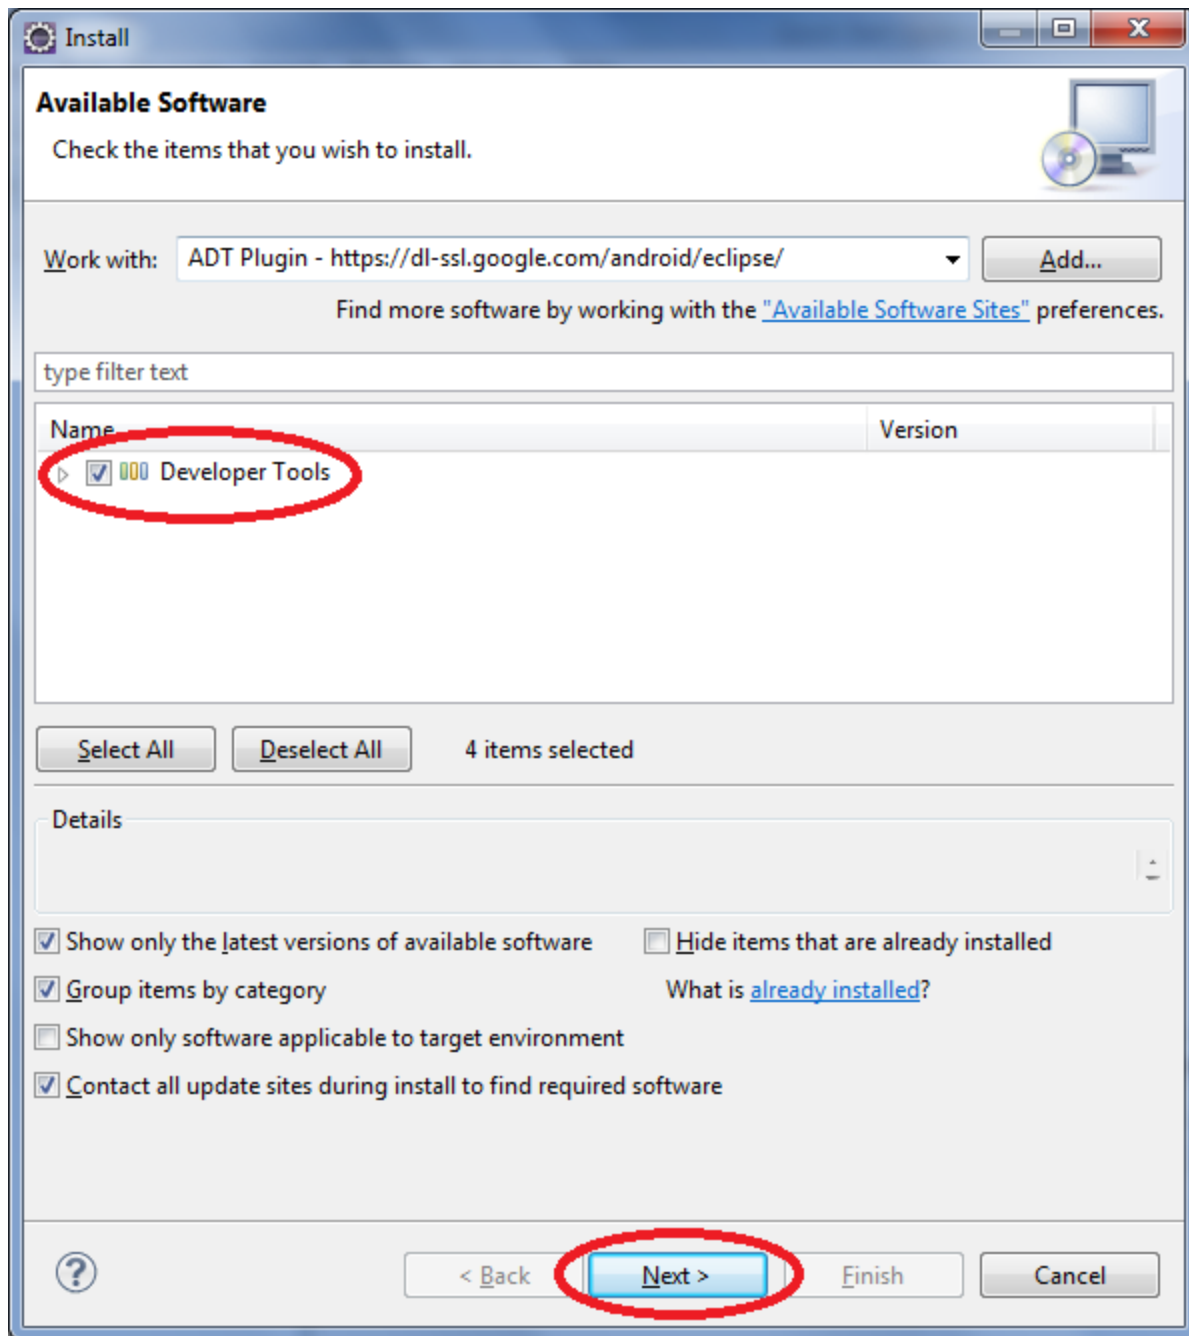 Install
Available Software
Check the items that you wish to install.
Work with: ADT Plugin - https://dl-ssl.google.com/android/eclipse/ Add...
Find more software by working with the "Available Software Sites" preferences.
type filter text
Name Version
Developer Tools
Select All Deselect All 4 items selected
Details
Show only the latest versions of available software Hide items that are already installed
Group items by category What is already installed?
Show only software applicable to target environment
Contact all update sites during install to find required software
? < Back Next > Finish Cancel